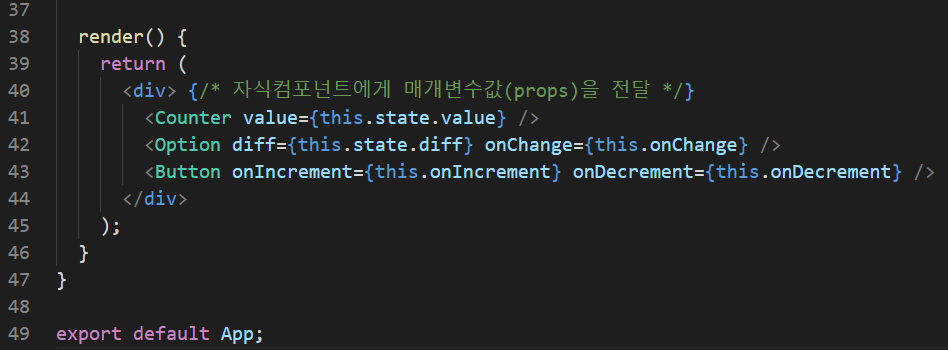 37
38 render() {
39 return (
40 <div> {/* 자식컴포넌트에게 매개변수값(props)을 전달 */}
41 <Counter value={this.state.value} />
42 <Option diff={this.state.diff} onChange={this.onChange} />
43 <Button onIncrement={this.onIncrement} onDecrement={this.onDecrement} />
44 </div>
45 );
46 }
47 }
48
49 export default App;